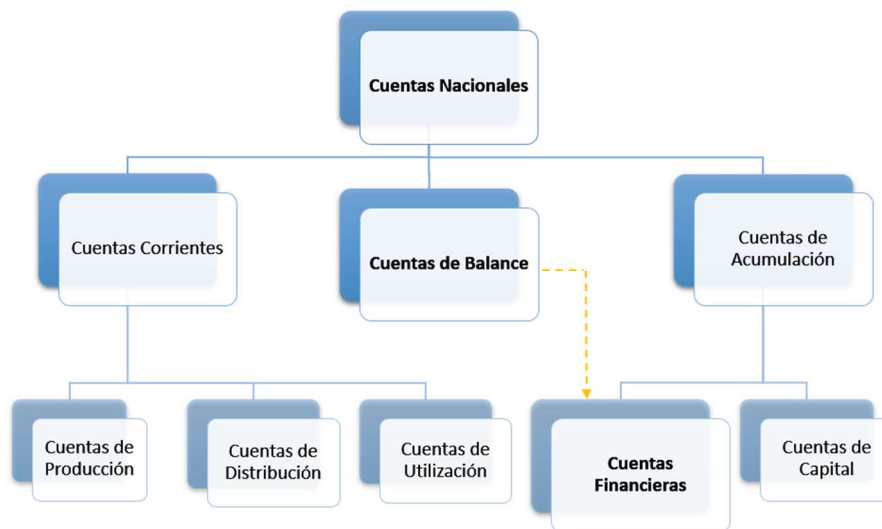 Cuentas Nacionales
Cuentas Corrientes
Cuentas de Balance
Cuentas de
Acumulación
Cuentas de
Producción
Cuentas de
Distribución
Cuentas de
Utilización
Cuentas
Financieras
Cuentas de
Capital